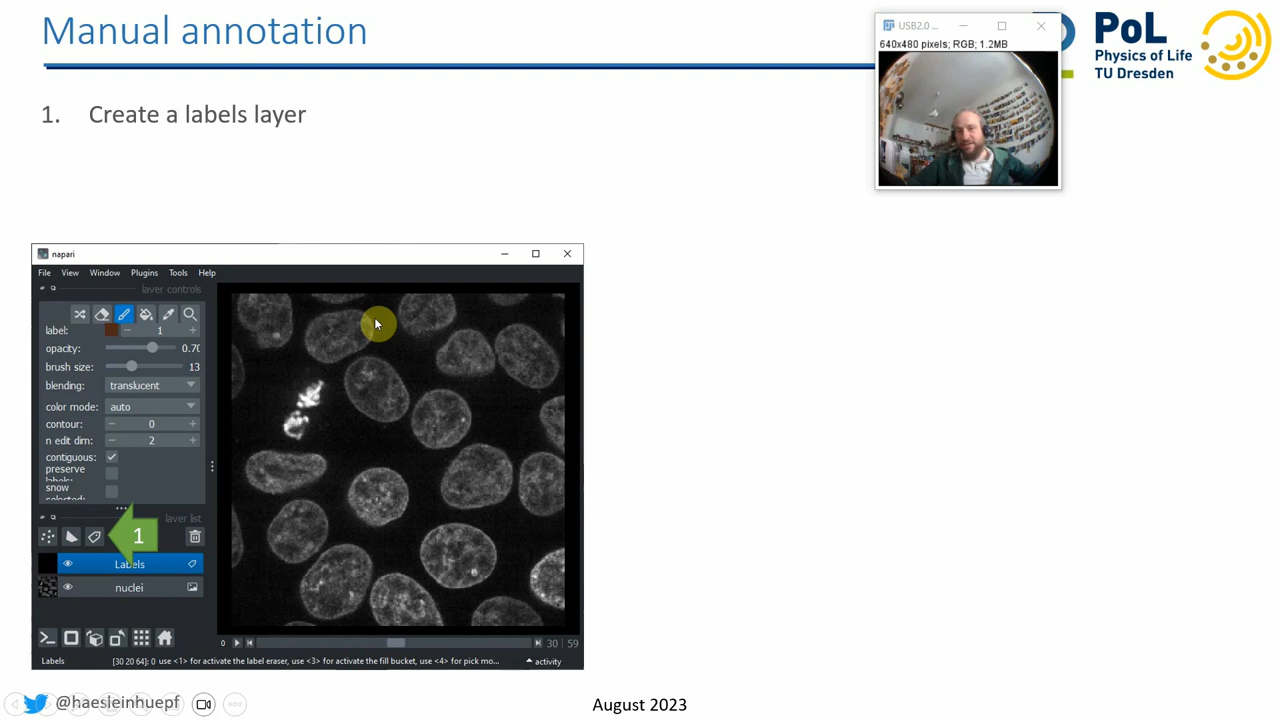 Manual annotation
USB2.0 ...
640x480 pixels; RGB; 1.2MB
PoL
Physics of Life
TU Dresden
1. Create a labels layer
napari
File View Window Plugins Tools Help
layer controls
label: 1
opacity: 0.70
brush size: 13
blending: translucent
color mode: auto
contour: 0
n edit dim: 2
contiguous:
preserve
labels:
show
selected:
layer list
1
Labels
nuclei
0 30 59
Labels [30 20 64]: 0 use <1> for activate the label eraser, use <3> for activate the fill bucket, use <4> for pick mo... activity
@haesleinhuepf
August 2023